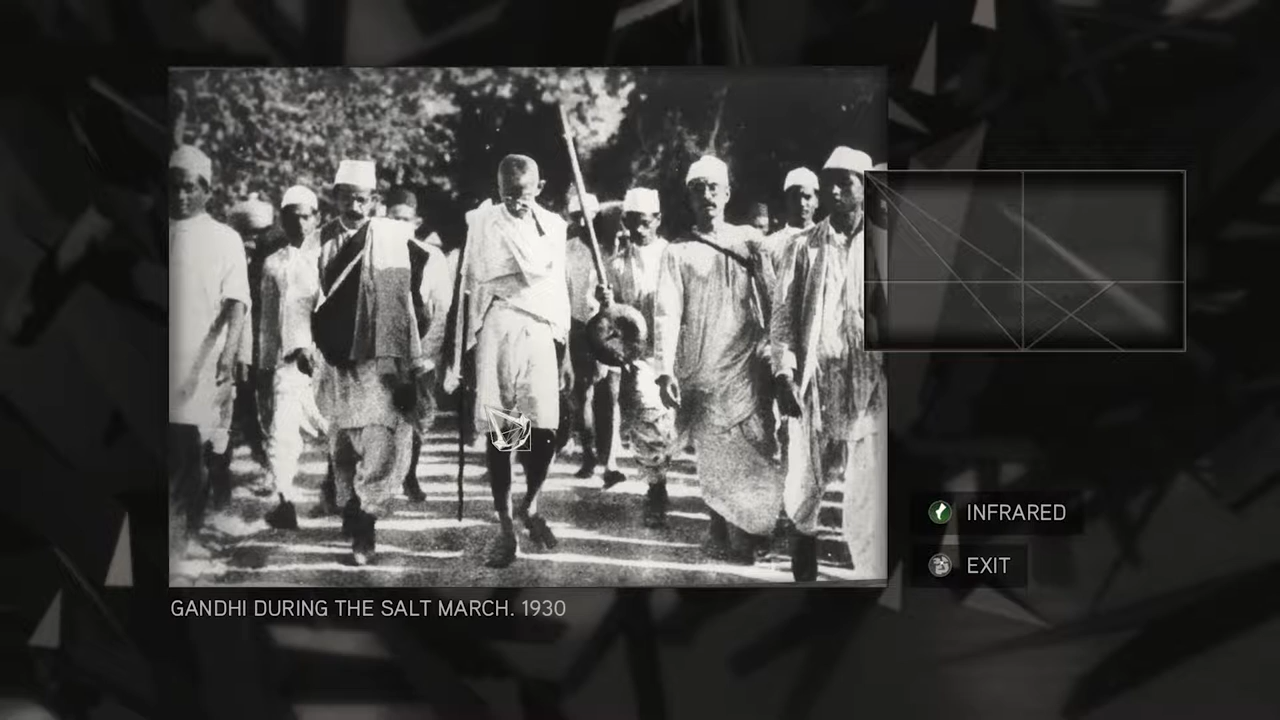 INFRARED
EXIT
GANDHI DURING THE SALT MARCH. 1930